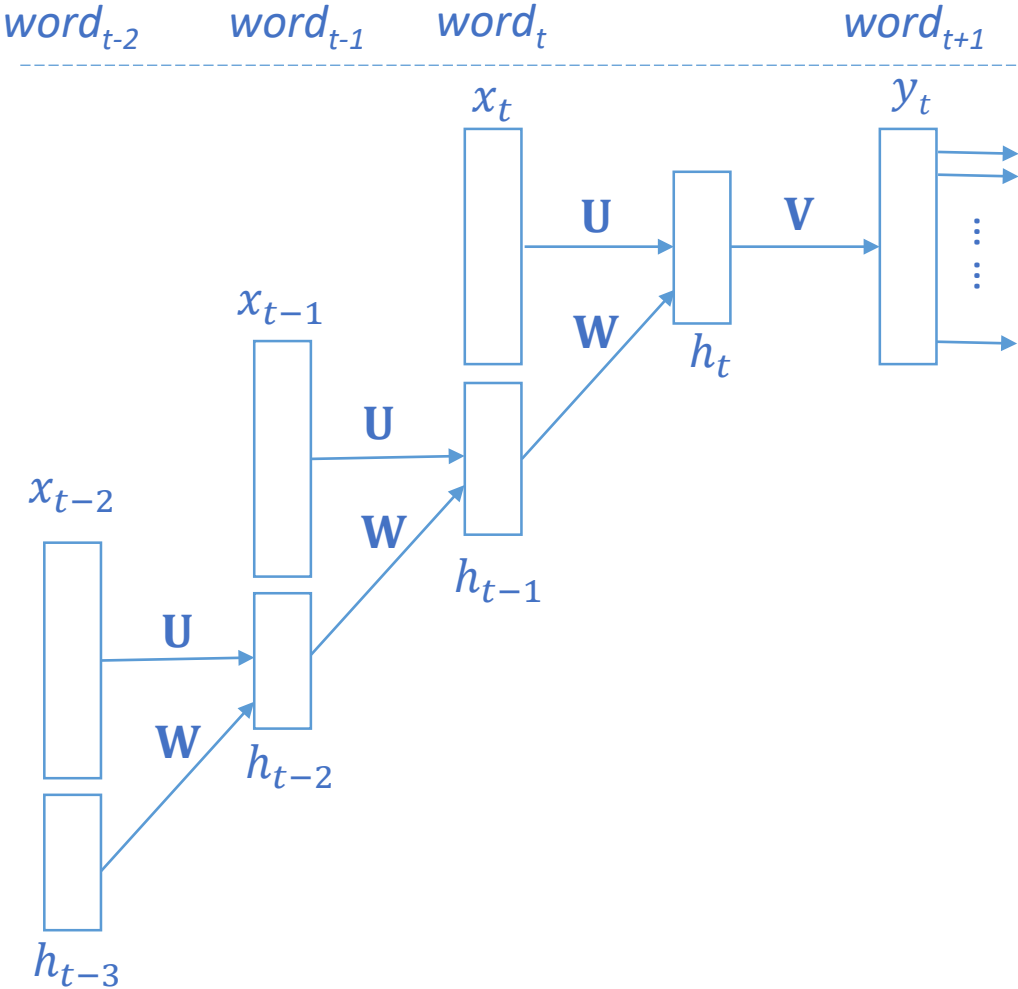 word_{t-2} word_{t-1} word_t word_{t+1}
x_t y_t
U V
x_{t-1} W h_t
U
x_{t-2} W h_{t-1}
U
W h_{t-2}
h_{t-3}